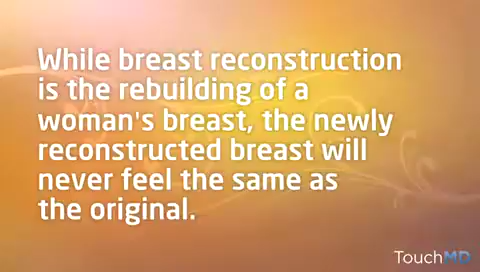 While breast reconstruction
is the rebuilding of a
woman's breast, the newly
reconstructed breast will
never feel the same as
the original.
TouchMD